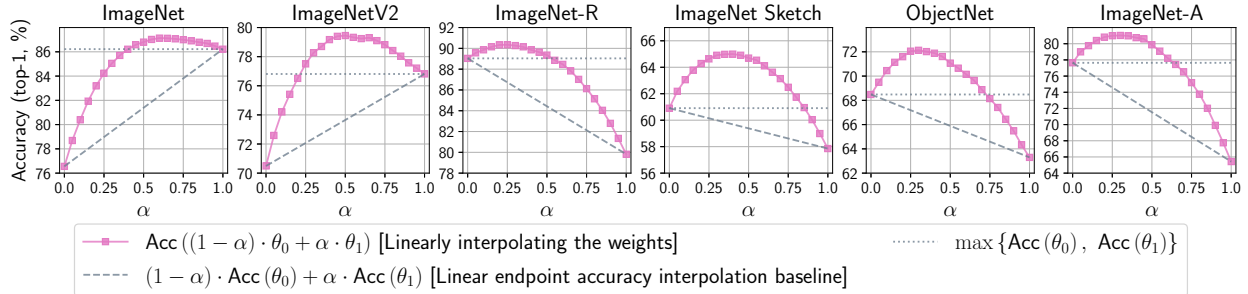 ImageNet
ImageNetV2
ImageNet-R
ImageNet Sketch
ObjectNet
ImageNet-A
Accuracy (top-1, %)
86
84
82
80
78
76
0.0 0.25 0.5 0.75 1.0
α
80
78
76
74
72
70
0.0 0.25 0.5 0.75 1.0
α
92
90
88
86
84
82
80
78
0.0 0.25 0.5 0.75 1.0
α
66
64
62
60
58
56
0.0 0.25 0.5 0.75 1.0
α
72
70
68
66
64
62
0.0 0.25 0.5 0.75 1.0
α
80
78
76
74
72
70
68
66
64
0.0 0.25 0.5 0.75 1.0
α
Acc ((1 − α) · θ₀ + α · θ₁) [Linearly interpolating the weights]
max {Acc (θ₀) , Acc (θ₁)}
(1 − α) · Acc (θ₀) + α · Acc (θ₁) [Linear endpoint accuracy interpolation baseline]